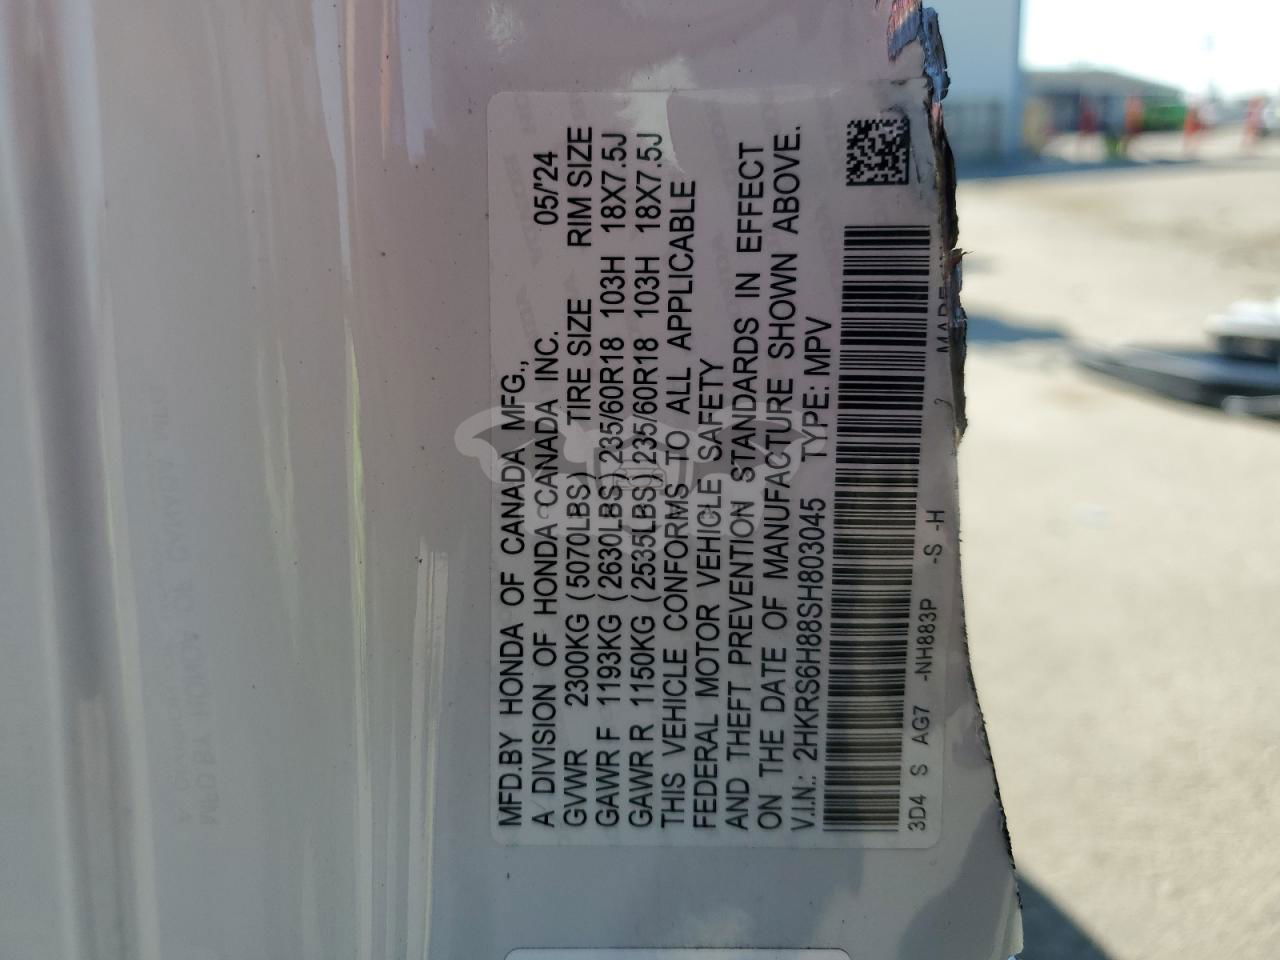 MFD.BY HONDA OF CANADA MFG.,
A DIVISION OF HONDA CANADA INC. 05/'24
GVWR 2300KG (5070LBS) TIRE SIZE RIM SIZE
GAWR F 1193KG (2630LBS) 235/60R18 103H 18X7.5J
GAWR R 1150KG (2535LBS) 235/60R18 103H 18X7.5J
THIS VEHICLE CONFORMS TO ALL APPLICABLE
FEDERAL MOTOR VEHICLE SAFETY
AND THEFT PREVENTION STANDARDS IN EFFECT
ON THE DATE OF MANUFACTURE SHOWN ABOVE.
V.I.N.: 2HKRS6H88SH803045 TYPE: MPV
3D4 S AG7 -NH883P -S -H